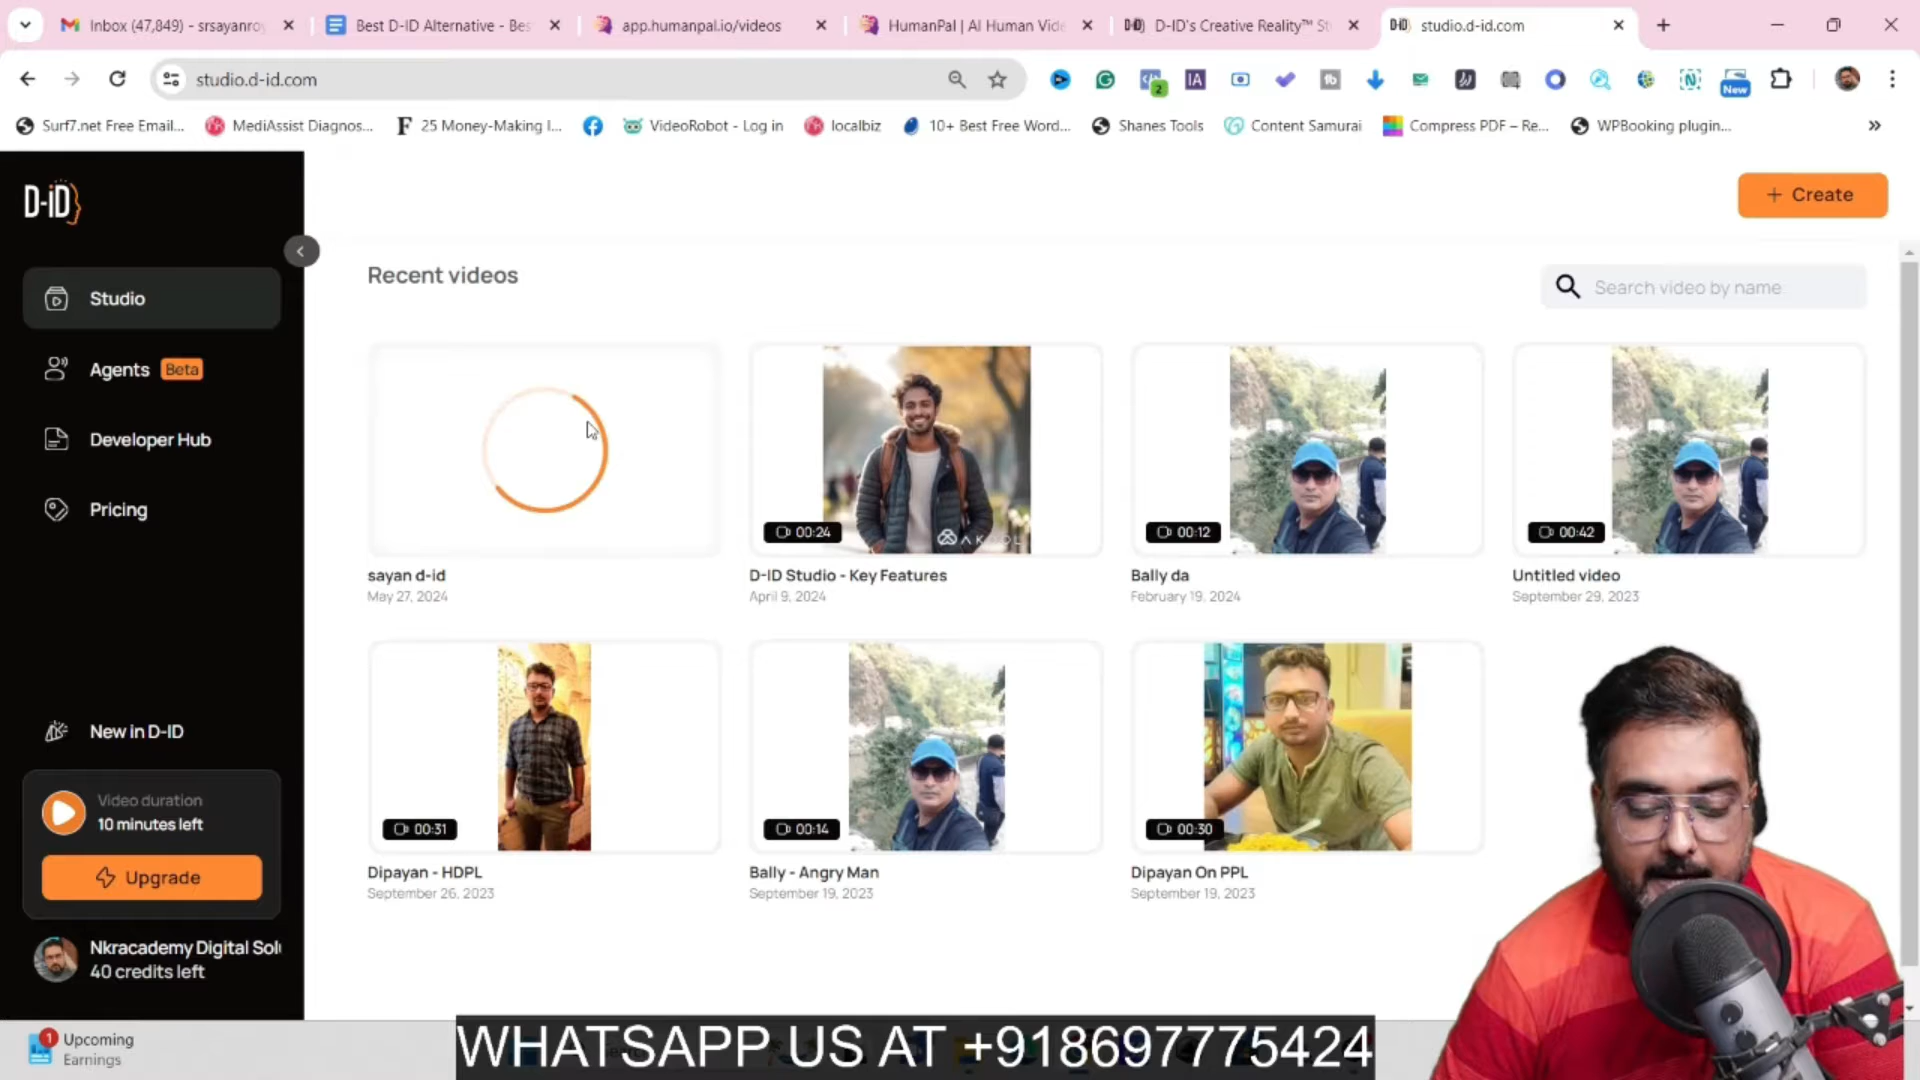 Inbox (47,849) - srsayanroy
Best D-ID Alternative - Bes
app.humanpal.io/videos
HumanPal | AI Human Vide
D-ID's Creative Reality™ St
studio.d-id.com
studio.d-id.com
2
IA
New
Surf7.net Free Email...
MediAssist Diagnos...
25 Money-Making I...
VideoRobot - Log in
localbiz
10+ Best Free Word...
Shanes Tools
Content Samurai
Compress PDF – Re...
WPBooking plugin...
D-iD
Create
Studio
Agents Beta
Developer Hub
Pricing
Recent videos
Search video by name
sayan d-id
May 27, 2024
00:24
D-ID Studio - Key Features
April 9, 2024
00:12
Bally da
February 19, 2024
00:42
Untitled video
September 29, 2023
00:31
Dipayan - HDPL
September 26, 2023
00:14
Bally - Angry Man
September 19, 2023
00:30
Dipayan On PPL
September 19, 2023
New in D-ID
Video duration
10 minutes left
Upgrade
Nkracademy Digital Solu
40 credits left
1
Upcoming
Earnings
WHATSAPP US AT +918697775424